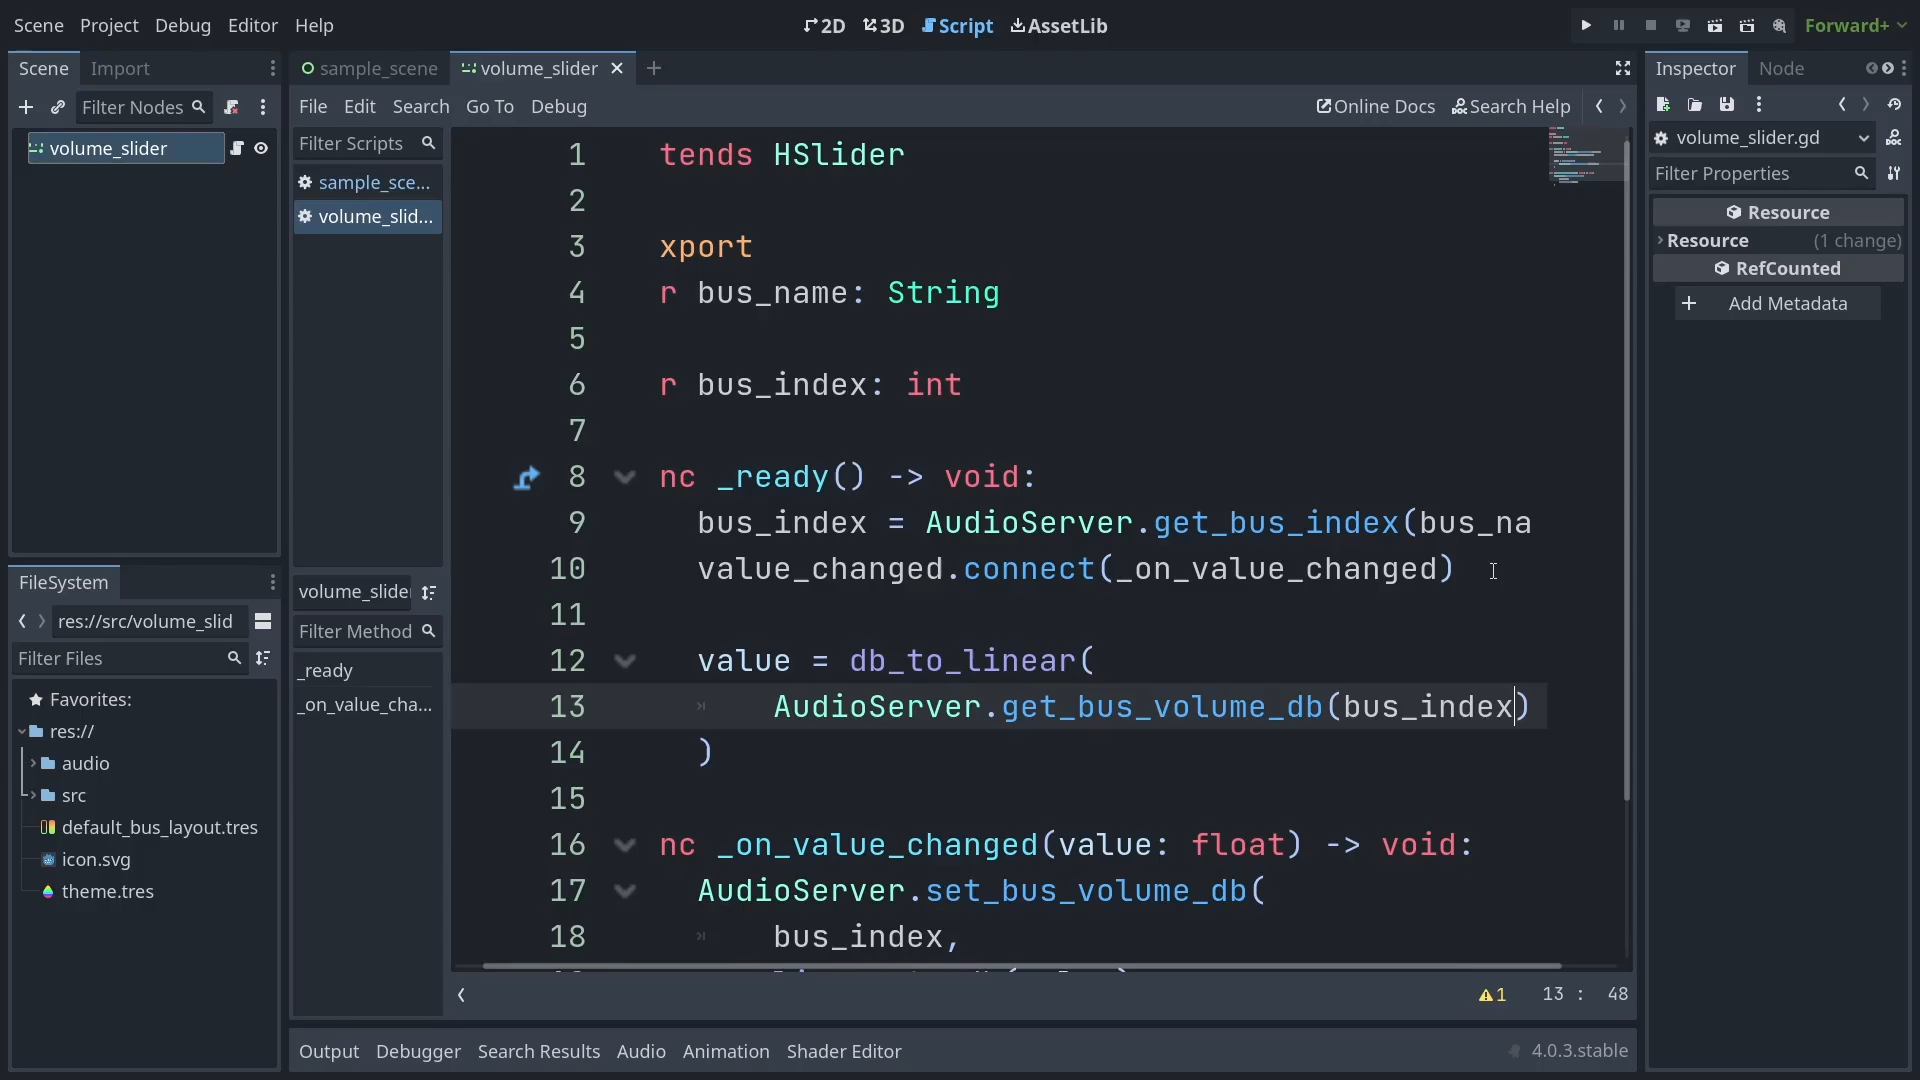 Scene Project Debug Editor Help
2D 3D Script AssetLib
Forward+
Scene Import
Filter Nodes
volume_slider
FileSystem
res://src/volume_slid
Filter Files
Favorites:
res://
audio
src
default_bus_layout.tres
icon.svg
theme.tres
sample_scene volume_slider
File Edit Search Go To Debug
Online Docs Search Help
Filter Scripts
sample_sce...
volume_slid...
volume_slider
Filter Method
_ready
_on_value_cha...
1 tends HSlider
2
3 xport
4 r bus_name: String
5
6 r bus_index: int
7
8 nc _ready() -> void:
9 bus_index = AudioServer.get_bus_index(bus_na
10 value_changed.connect(_on_value_changed)
11
12 value = db_to_linear(
13 AudioServer.get_bus_volume_db(bus_index)
14 )
15
16 nc _on_value_changed(value: float) -> void:
17 AudioServer.set_bus_volume_db(
18 bus_index,
1 13 : 48
Output Debugger Search Results Audio Animation Shader Editor
4.0.3.stable
Inspector Node
volume_slider.gd
Filter Properties
Resource
Resource (1 change)
RefCounted
Add Metadata